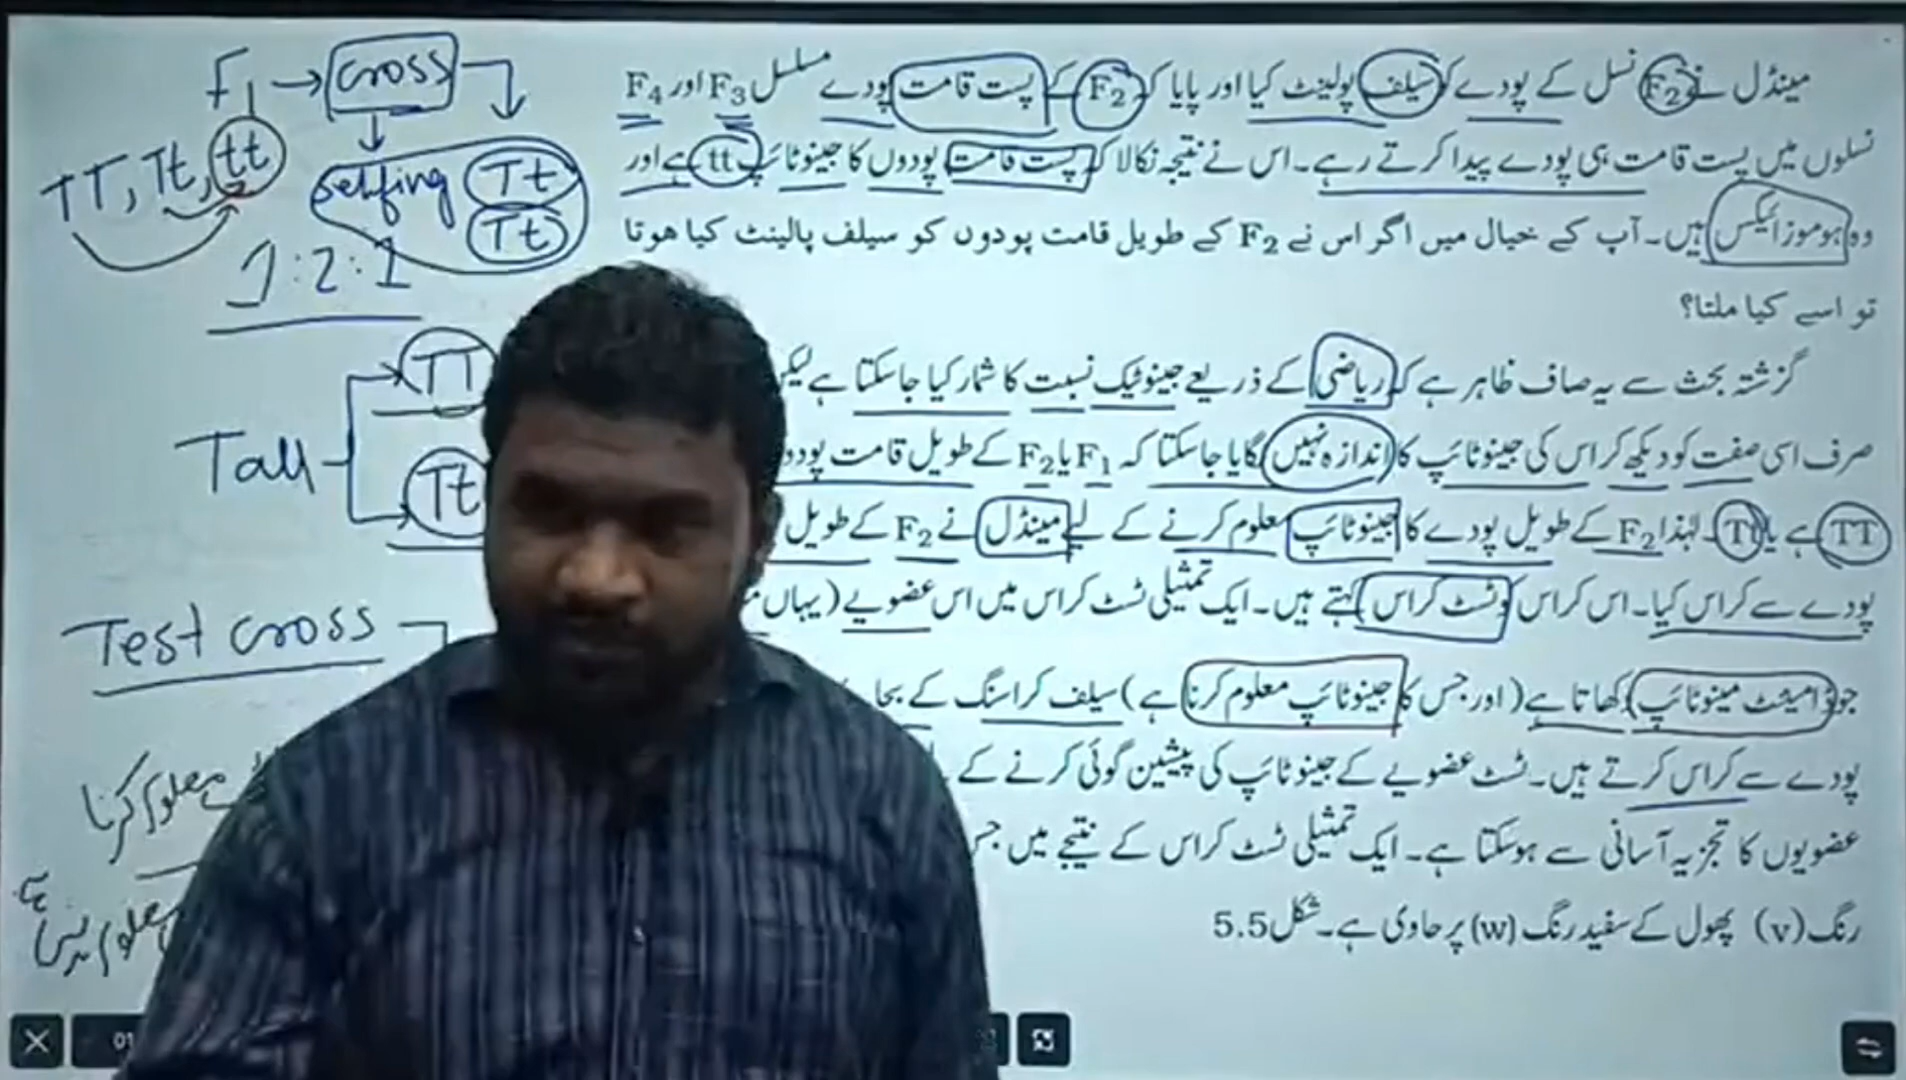 مینڈل نے F2 نسل کے پودے کو سیلف پولینٹ کیا اور پایا کہ F2 کے پست قامت پودے مسلسل F3 اور F4
نسلوں میں پست قامت ہی پودے پیدا کرتے رہے۔ اس نے نتیجہ نکالا کہ پست قامت پودوں کا جینوٹائپ tt ہے اور
وہ ہوموزائیکس ہیں۔ آپ کے خیال میں اگر اس نے F2 کے طویل قامت پودوں کو سیلف پالینٹ کیا ہوتا
تو اسے کیا ملتا؟
گزشتہ بحث سے یہ صاف ظاہر ہے کہ ریاضی کے ذریعے جینوٹیک نسبت کا شمار کیا جاسکتا ہے
صرف اسی صفت کو دیکھ کر اس کی جینوٹائپ کا اندازہ نہیں لگایا جاسکتا کہ F1 یا F2 کے طویل قامت
TT ہے یا Tt۔ لہٰذا F2 کے طویل پودے کا جینوٹائپ معلوم کرنے کے لیے مینڈل نے F2 کے طویل
پودے سے کراس کیا۔ اس کراس کو ٹسٹ کراس کہتے ہیں۔ ایک تمثیلی ٹسٹ کراس میں اس عضویے (یہاں
جو ڈامیننٹ مینوٹائپ دکھاتا ہے (اور جس کا جینوٹائپ معلوم کرنا ہے) سیلف کراسنگ کے
پودے سے کراس کرتے ہیں۔ ٹسٹ عضویے کے جینوٹائپ کی پیشین گوئی کرنے کے
عضویوں کا تجزیہ آسانی سے ہوسکتا ہے۔ ایک تمثیلی ٹسٹ کراس کے نتیجے میں
رنگ (v) پھول کے سفید رنگ (w) پر حاوی ہے۔ شکل 5.5
F1 → cross
TT, Tt, tt
selfing Tt
Tt
1:2:1
TT
Tall
Tt
Test cross
معلوم کرنا
معلوم نہیں ہے
01